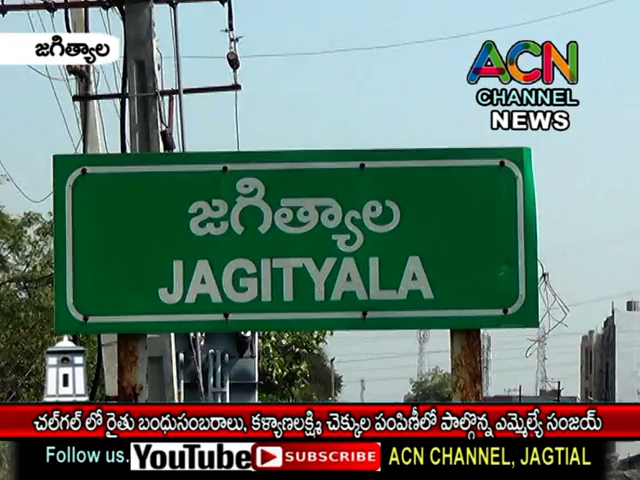 జగిత్యాల
ACN
CHANNEL
NEWS
జగిత్యాల
JAGITYALA
చల్‌గల్ లో రైతు బంధుసంబరాలు, కళ్యాణలక్ష్మి చెక్కుల పంపిణీలో పాల్గొన్న ఎమ్మెల్యే సంజయ్
Follow us. YouTube SUBSCRIBE ACN CHANNEL, JAGTIAL